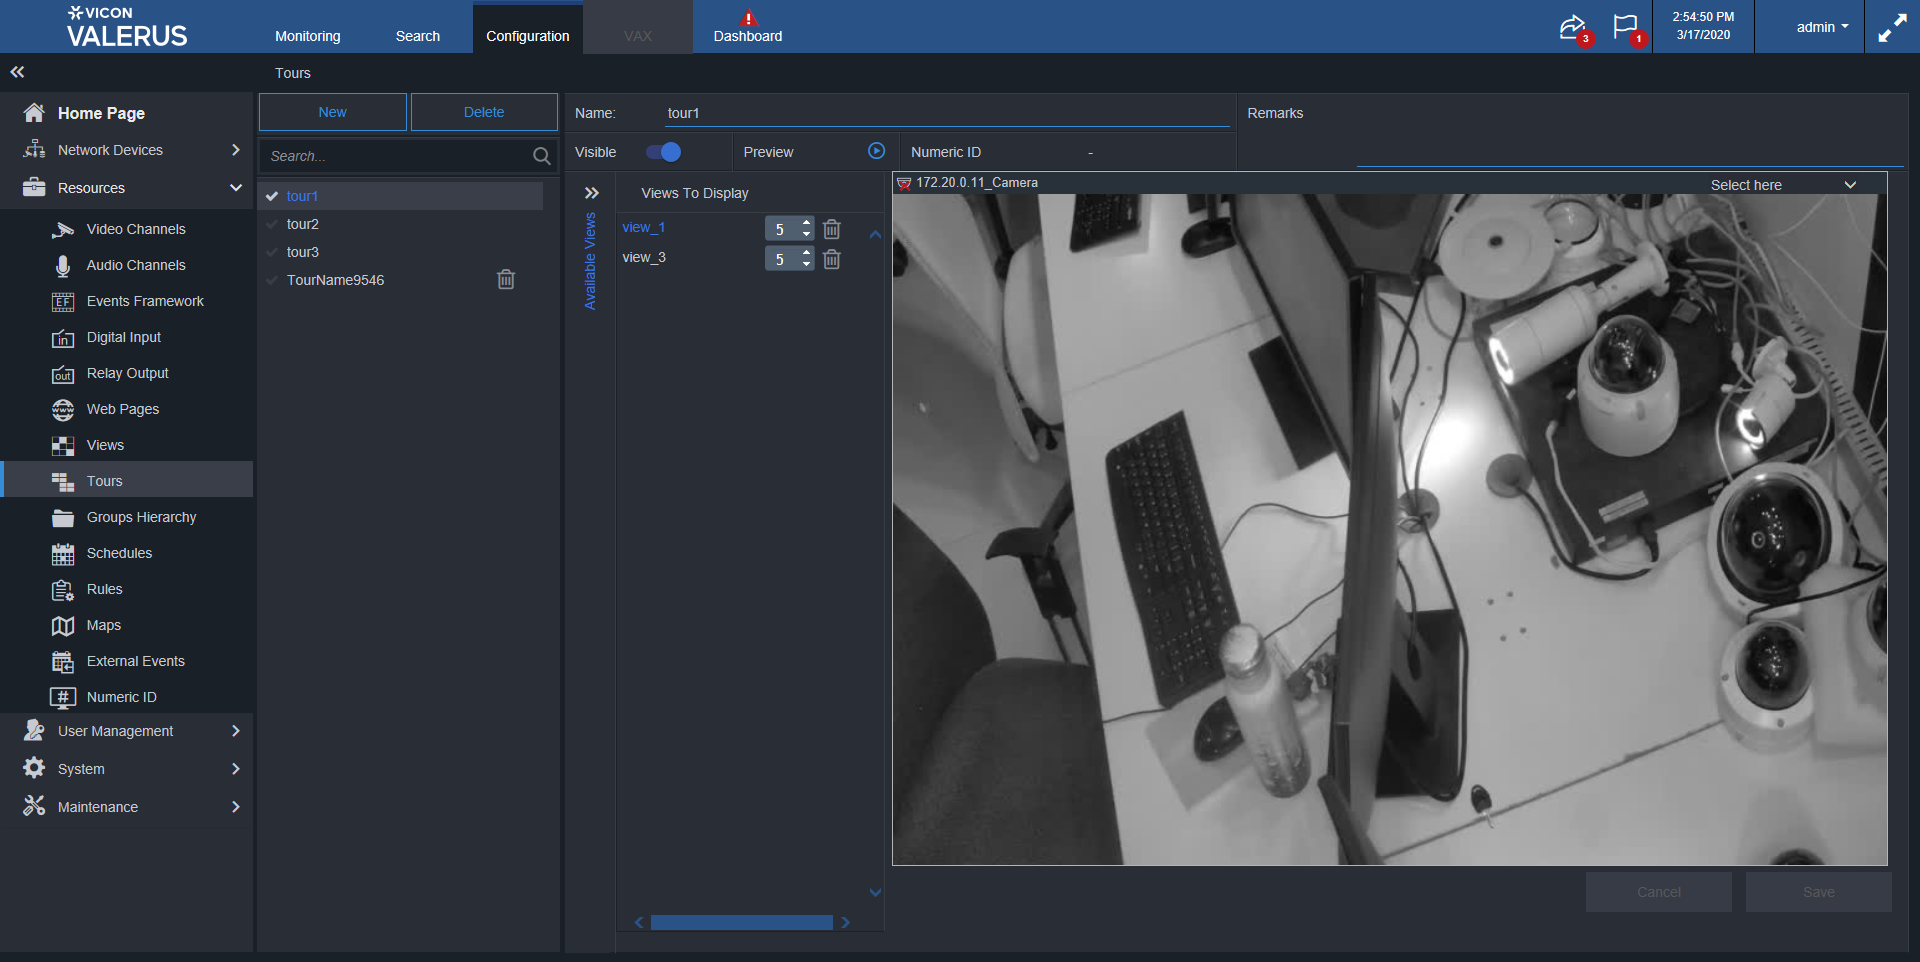 VICON
VALERUS
Monitoring
Search
Configuration
VAX
Dashboard
3
1
2:54:50 PM
3/17/2020
admin
Tours
Home Page
Network Devices
Resources
Video Channels
Audio Channels
EF
Events Framework
in
Digital Input
out
Relay Output
www
Web Pages
Views
Tours
Groups Hierarchy
Schedules
Rules
Maps
External Events
#
Numeric ID
User Management
System
Maintenance
New
Delete
Search...
tour1
tour2
tour3
TourName9546
Name:
tour1
Remarks
Visible
Preview
Numeric ID
-
Available Views
Views To Display
view_1
5
view_3
5
172.20.0.11_Camera
Select here
Cancel
Save